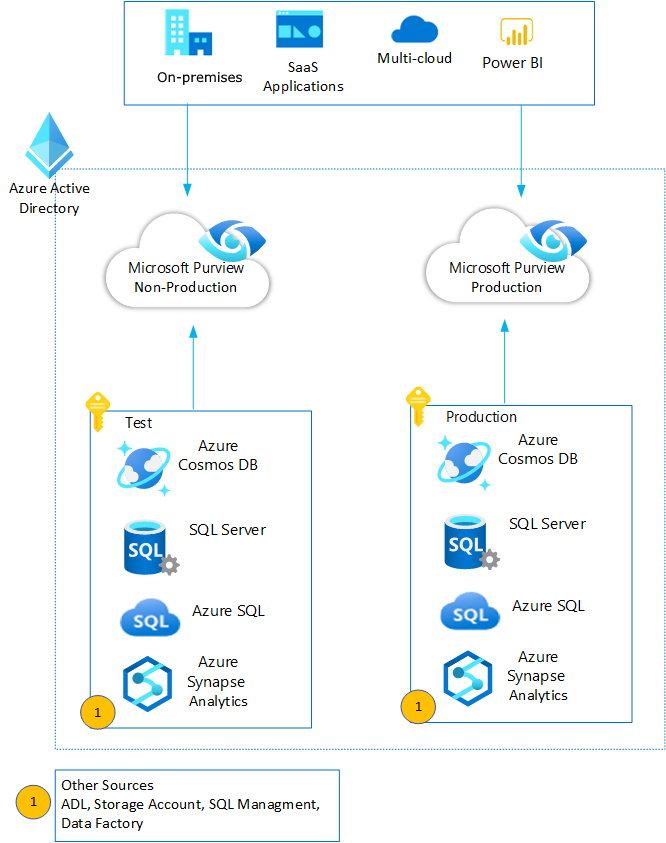 On-premises
SaaS
Applications
Multi-cloud
Power BI
Azure Active
Directory
Microsoft Purview
Non-Production
Microsoft Purview
Production
Test
Azure
Cosmos DB
SQL
SQL Server
SQL
Azure SQL
Azure
Synapse
Analytics
1
Production
Azure
Cosmos DB
SQL
SQL Server
SQL
Azure SQL
Azure
Synapse
Analytics
1
1
Other Sources
ADL, Storage Account, SQL Managment,
Data Factory